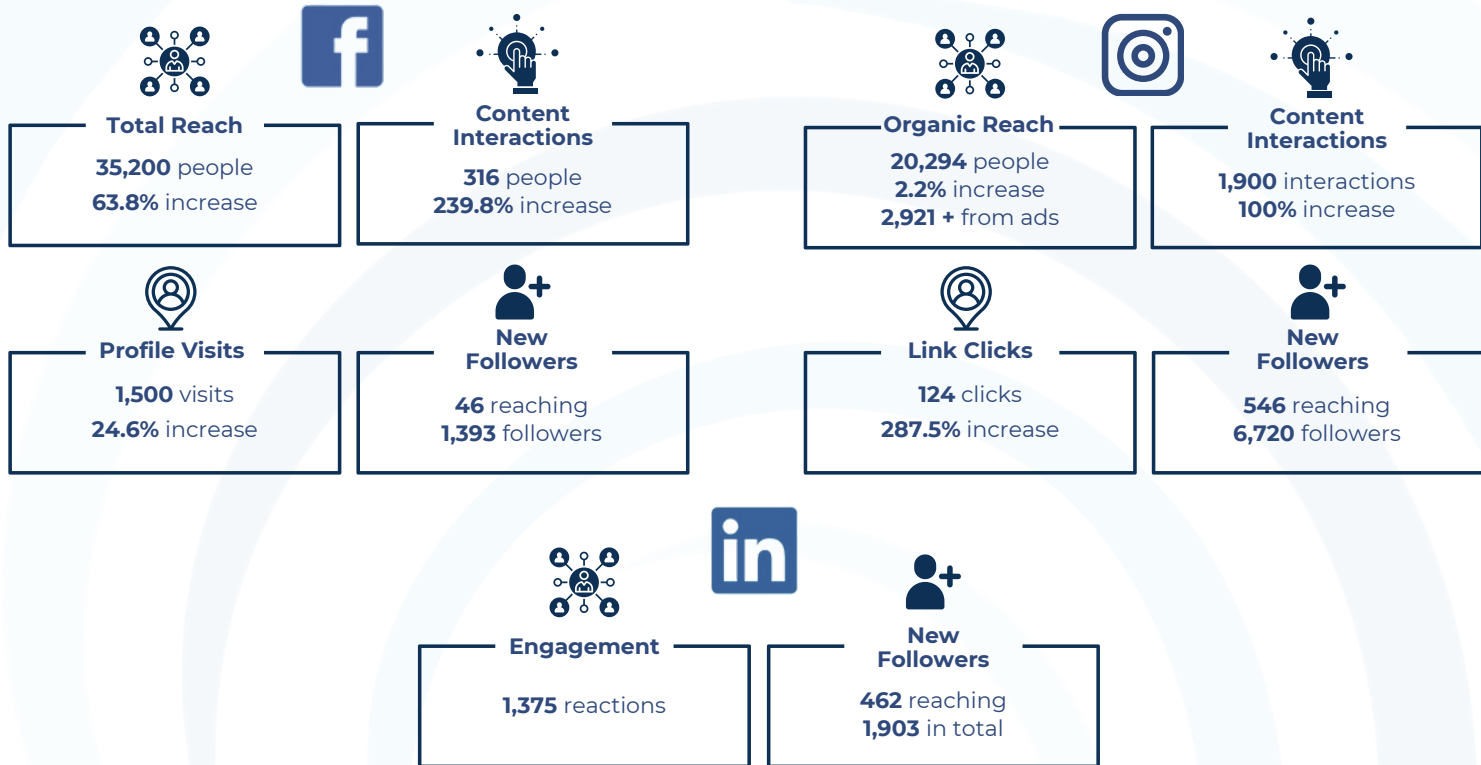 f
Total Reach
35,200 people
63.8% increase
Content
Interactions
316 people
239.8% increase
Profile Visits
1,500 visits
24.6% increase
New
Followers
46 reaching
1,393 followers
Organic Reach
20,294 people
2.2% increase
2,921 + from ads
Content
Interactions
1,900 interactions
100% increase
Link Clicks
124 clicks
287.5% increase
New
Followers
546 reaching
6,720 followers
in
Engagement
1,375 reactions
New
Followers
462 reaching
1,903 in total